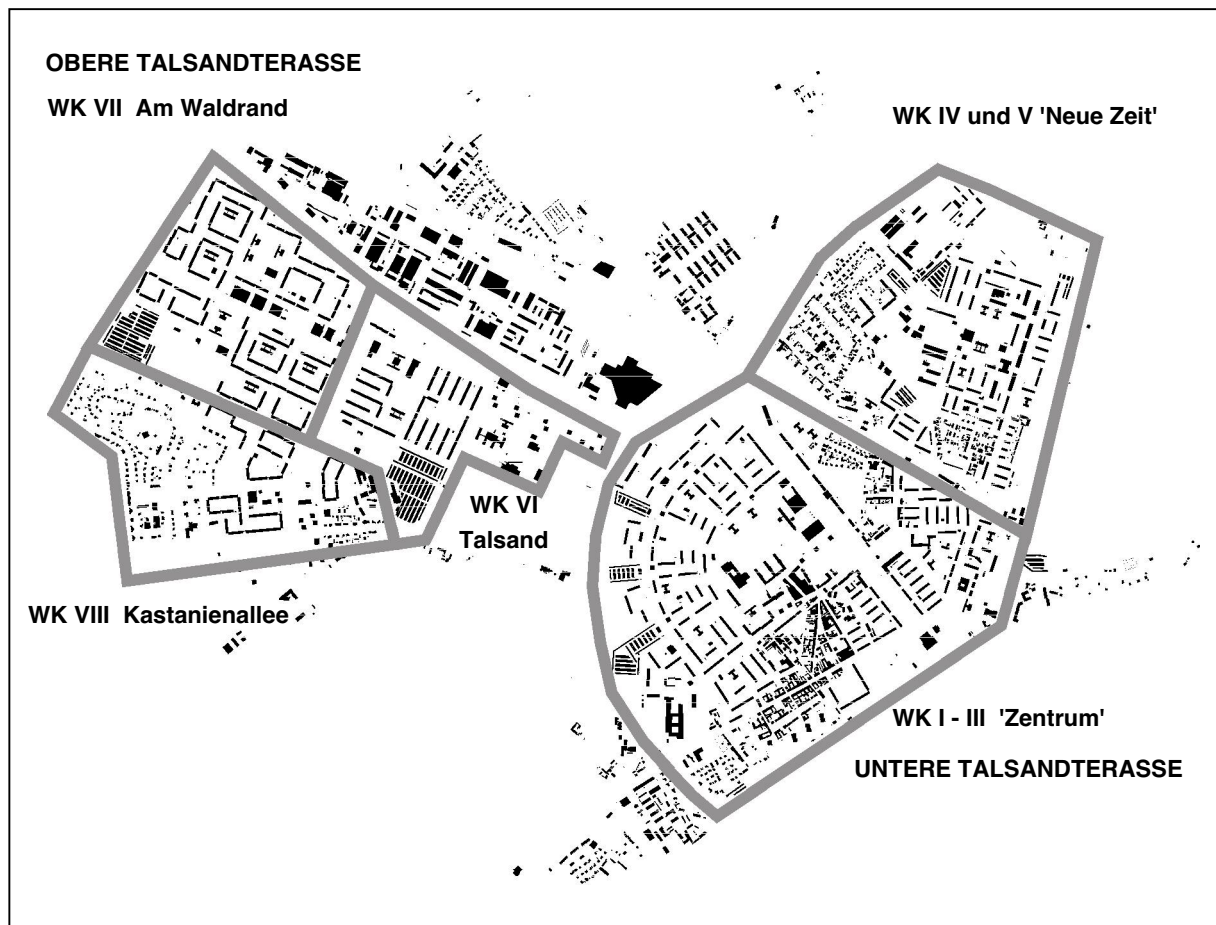 OBERE TALSANDTERASSE
WK VII Am Waldrand
WK IV und V 'Neue Zeit'
WK VI
Talsand
WK VIII Kastanienallee
WK I - III 'Zentrum'
UNTERE TALSANDTERASSE